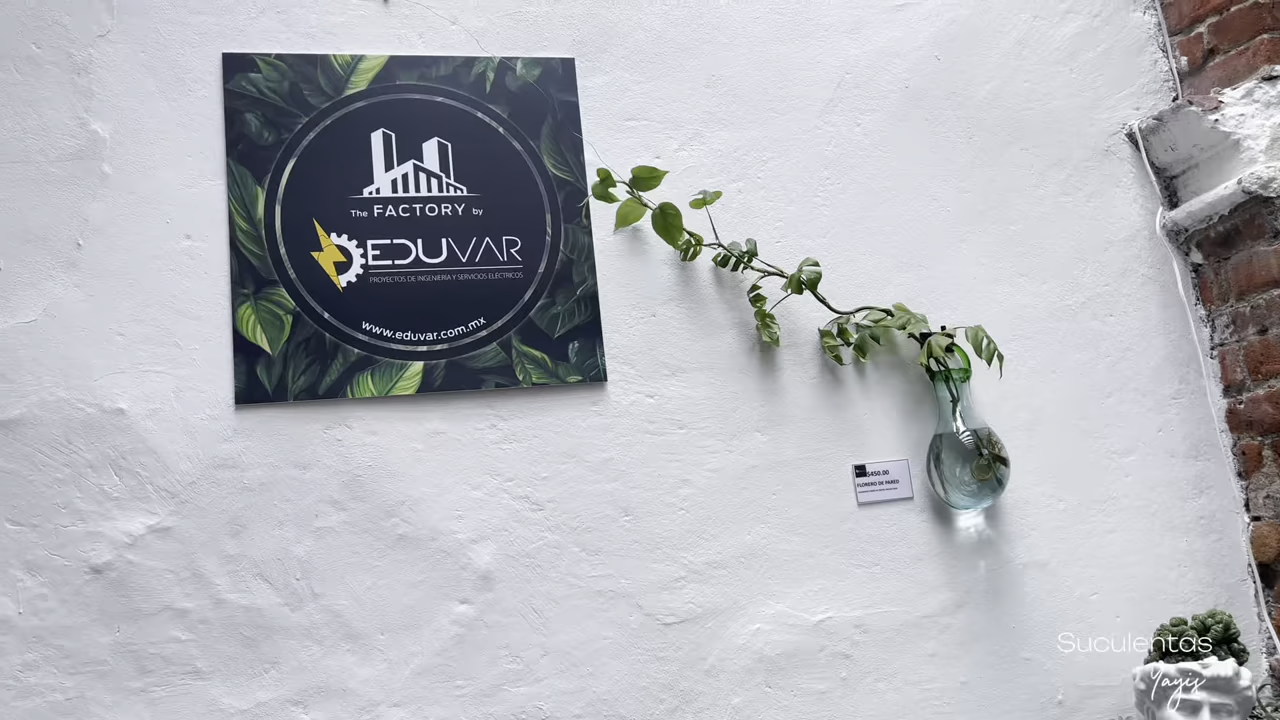 The FACTORY by
EDUVAR
PROYECTOS DE INGENIERÍA Y SERVICIOS ELÉCTRICOS
www.eduvar.com.mx
$450.00
FLORERO DE PARED
Suculentas
Yayis